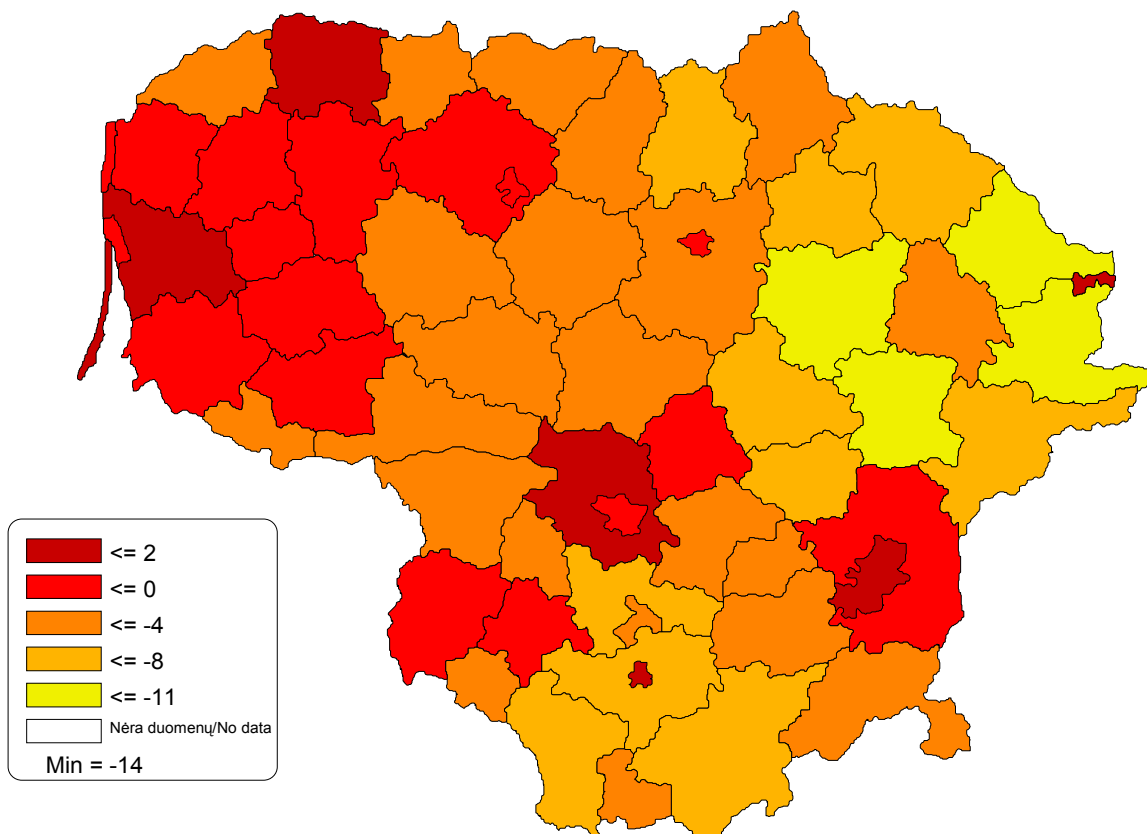 <= 2
<= 0
<= -4
<= -8
<= -11
Nėra duomenų/No data
Min = -14